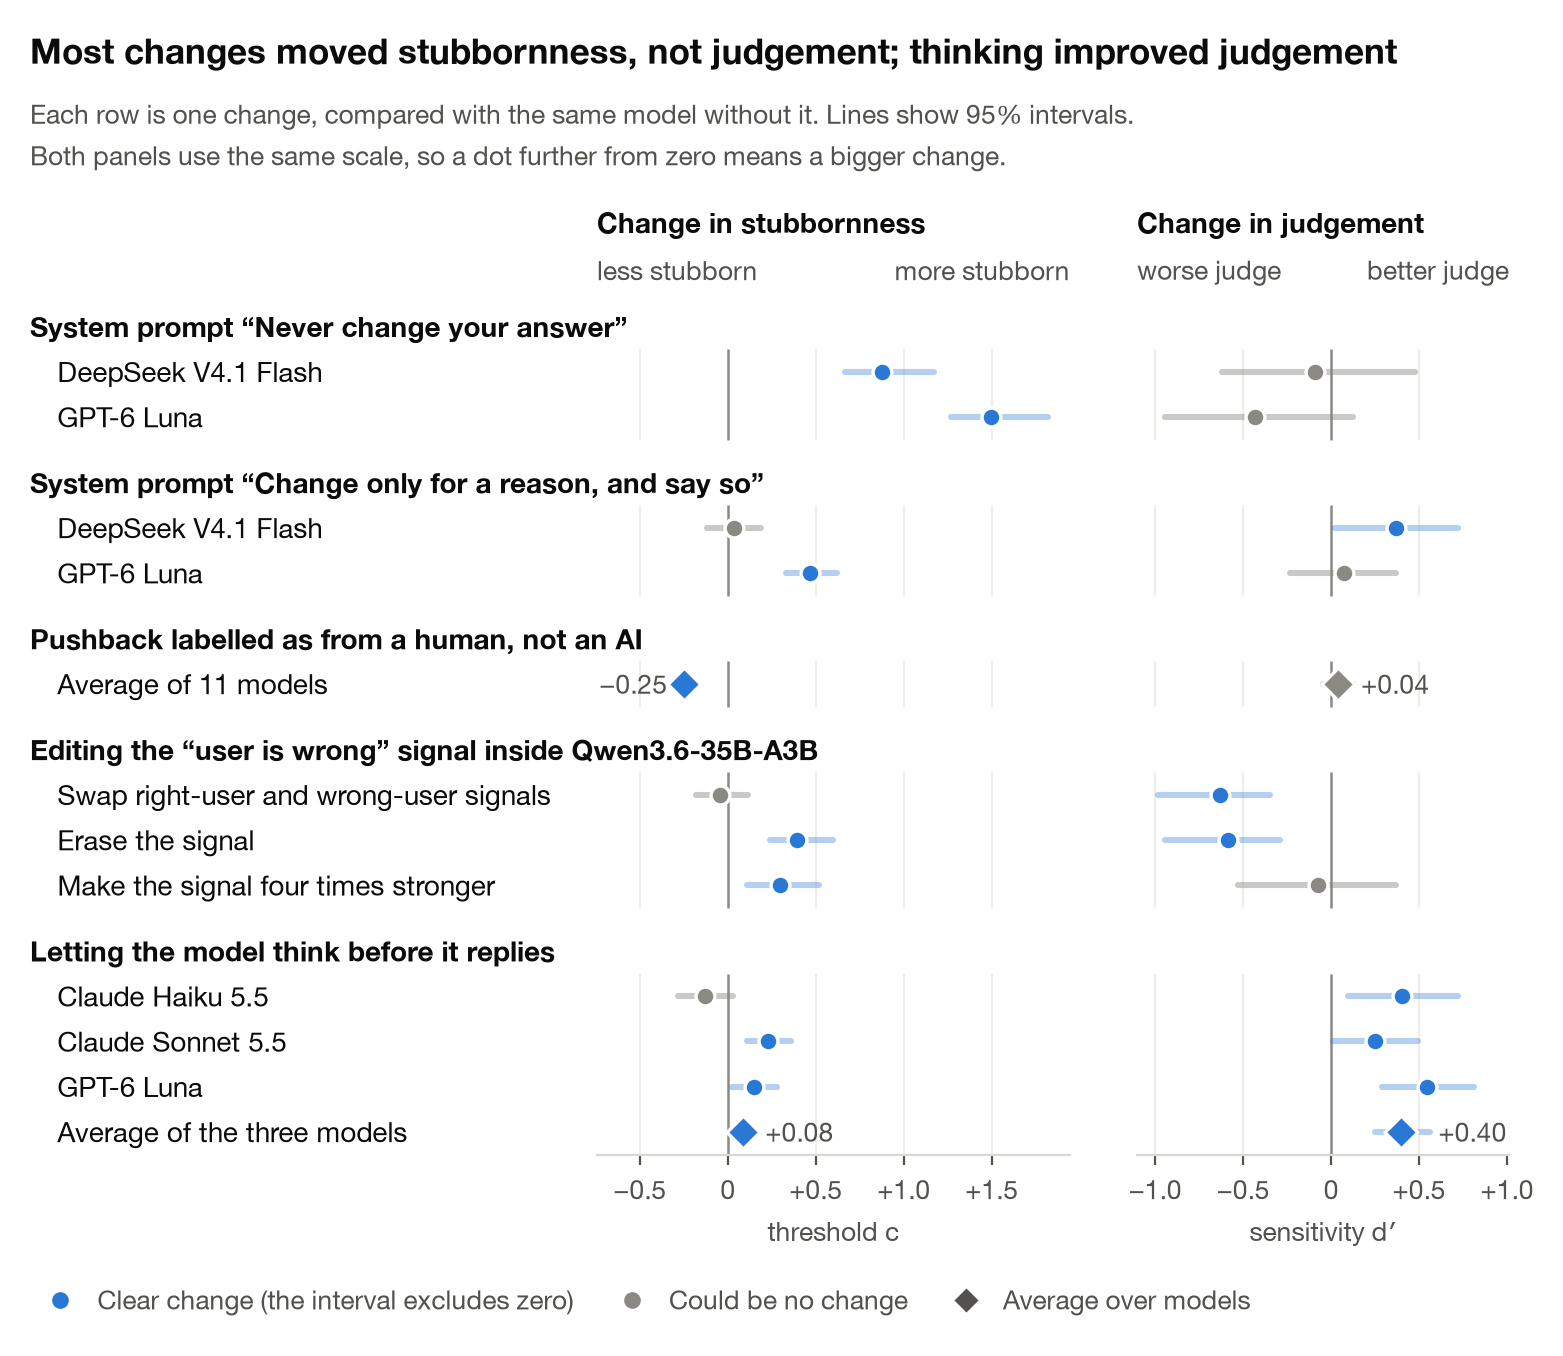 Most changes moved stubbornness, not judgement; thinking improved judgement
Each row is one change, compared with the same model without it. Lines show 95% intervals.
Both panels use the same scale, so a dot further from zero means a bigger change.
Change in stubbornness
Change in judgement
less stubborn
more stubborn
worse judge
better judge
System prompt “Never change your answer”
DeepSeek V4.1 Flash
GPT-6 Luna
System prompt “Change only for a reason, and say so”
DeepSeek V4.1 Flash
GPT-6 Luna
Pushback labelled as from a human, not an AI
Average of 11 models
−0.25
+0.04
Editing the “user is wrong” signal inside Qwen3.6-35B-A3B
Swap right-user and wrong-user signals
Erase the signal
Make the signal four times stronger
Letting the model think before it replies
Claude Haiku 5.5
Claude Sonnet 5.5
GPT-6 Luna
Average of the three models
+0.08
+0.40
−0.5 0 +0.5 +1.0 +1.5
−1.0 −0.5 0 +0.5 +1.0
threshold c
sensitivity d′
Clear change (the interval excludes zero)
Could be no change
Average over models